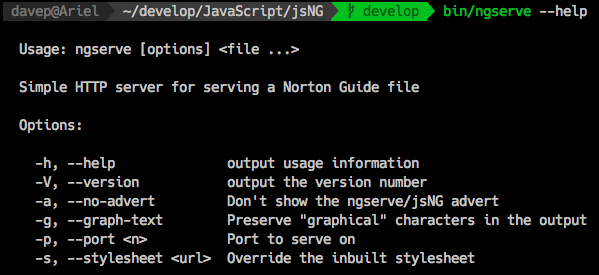 davep@Ariel ~/develop/JavaScript/jsNG develop bin/ngserve --help
Usage: ngserve [options] <file ...>
Simple HTTP server for serving a Norton Guide file
Options:
-h, --help output usage information
-V, --version output the version number
-a, --no-advert Don't show the ngserve/jsNG advert
-g, --graph-text Preserve "graphical" characters in the output
-p, --port <n> Port to serve on
-s, --stylesheet <url> Override the inbuilt stylesheet